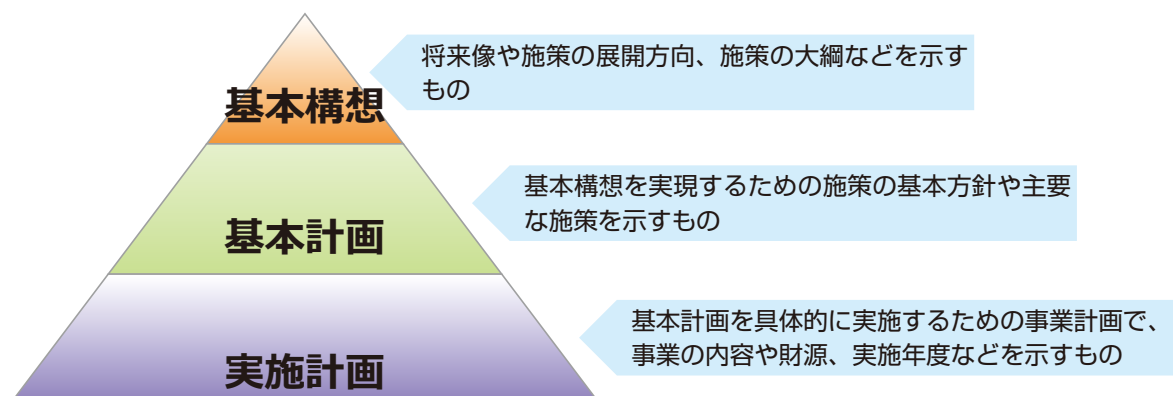 将来像や施策の展開方向、施策の大綱などを示す
もの
基本構想
基本構想を実現するための施策の基本方針や主要
な施策を示すもの
基本計画
基本計画を具体的に実施するための事業計画で、
事業の内容や財源、実施年度などを示すもの
実施計画